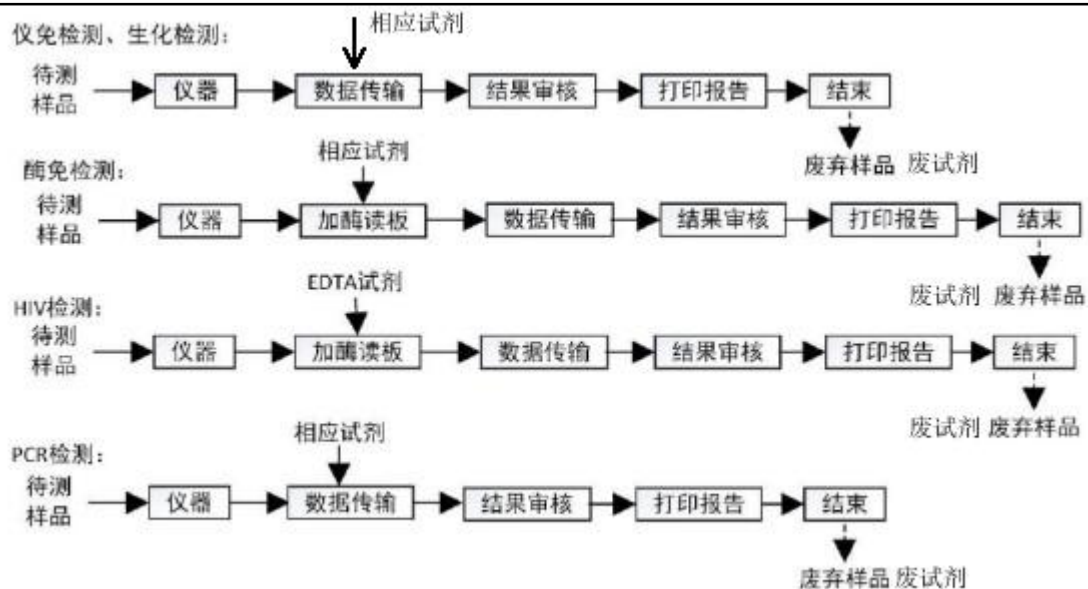 相应试剂
仪免检测、生化检测：
待测
样品
仪器 数据传输 结果审核 打印报告 结束
废弃样品 废试剂
相应试剂
酶免检测：
待测
样品
仪器 加酶读板 数据传输 结果审核 打印报告 结束
废试剂 废弃样品
EDTA试剂
HIV检测：
待测
样品
仪器 加酶读板 数据传输 结果审核 打印报告 结束
废试剂 废弃样品
相应试剂
PCR检测：
待测
样品
仪器 数据传输 结果审核 打印报告 结束
废弃样品 废试剂